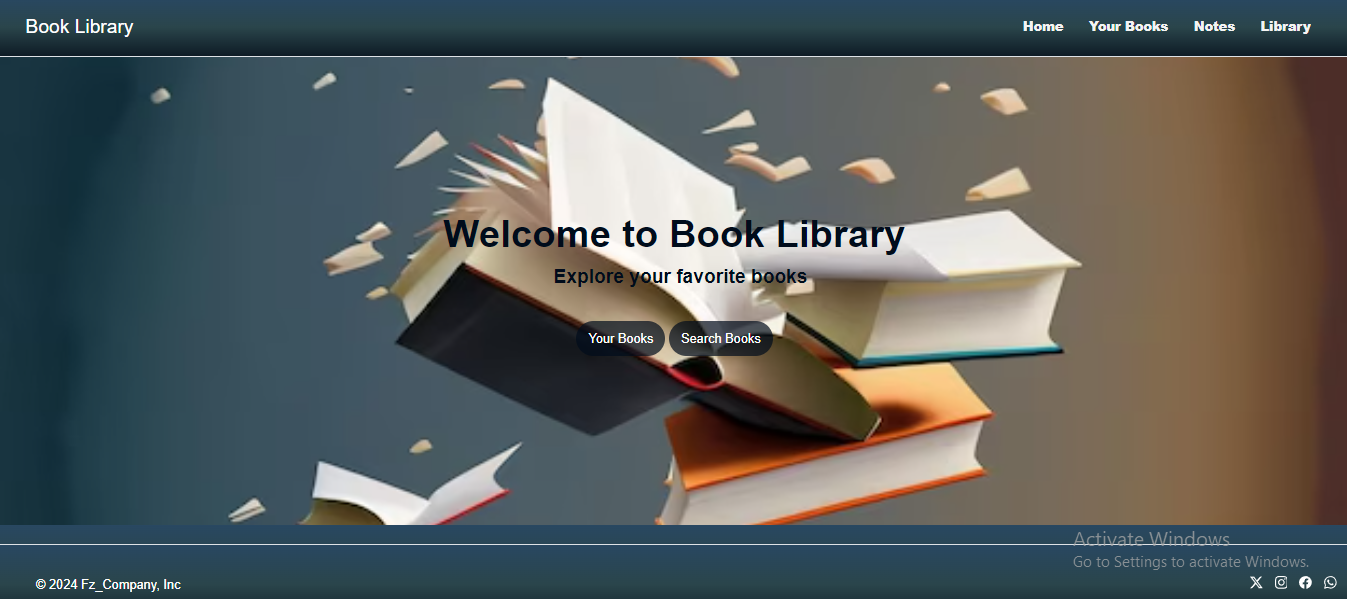 Book Library
Home Your Books Notes Library
Welcome to Book Library
Explore your favorite books
Your Books Search Books
Activate Windows
Go to Settings to activate Windows.
© 2024 Fz_Company, Inc